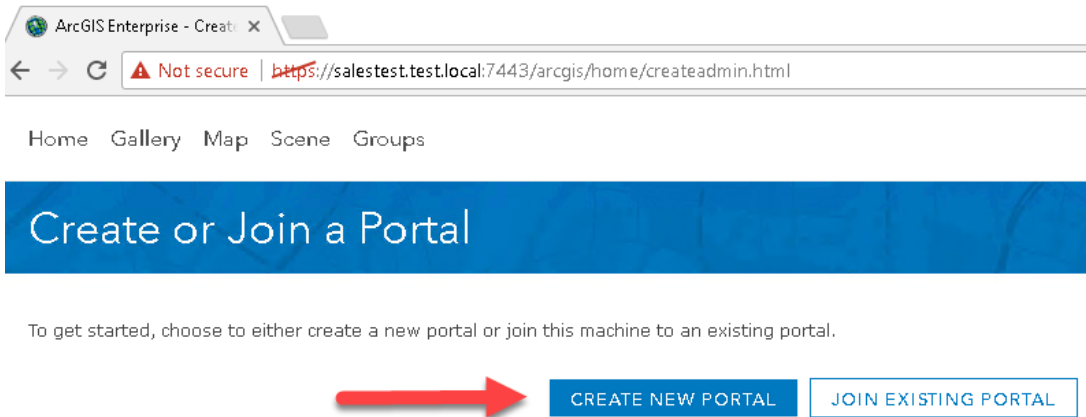 ArcGIS Enterprise - Create
Not secure | https://salestest.test.local:7443/arcgis/home/createadmin.html
Home Gallery Map Scene Groups
Create or Join a Portal
To get started, choose to either create a new portal or join this machine to an existing portal.
CREATE NEW PORTAL JOIN EXISTING PORTAL